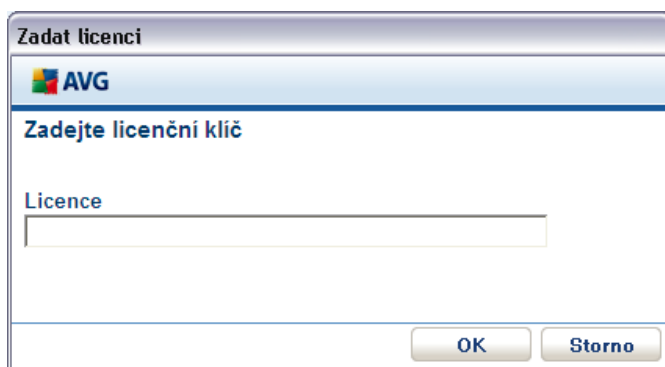 Zadat licenci
AVG
Zadejte licenční klíč
Licence
OK Storno